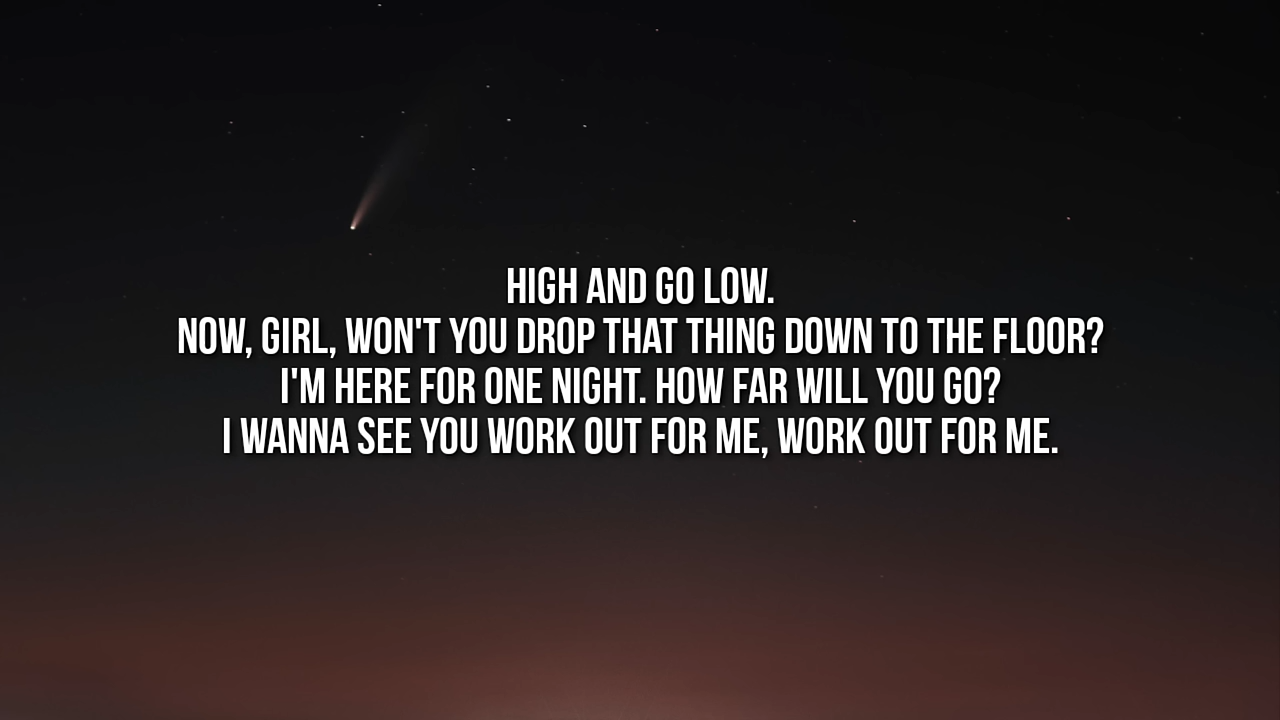 HIGH AND GO LOW.
NOW, GIRL, WON'T YOU DROP THAT THING DOWN TO THE FLOOR?
I'M HERE FOR ONE NIGHT. HOW FAR WILL YOU GO?
I WANNA SEE YOU WORK OUT FOR ME, WORK OUT FOR ME.